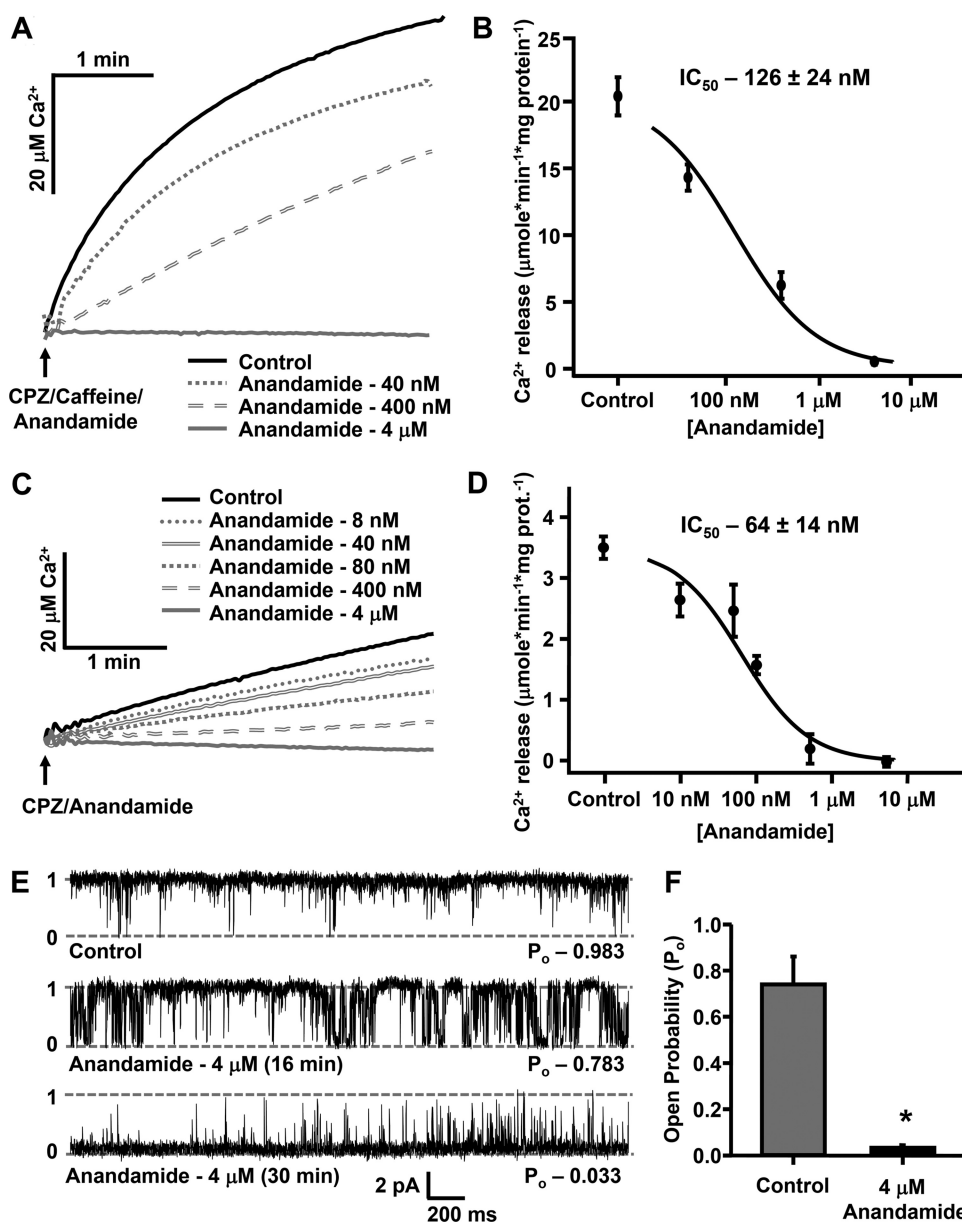 A
1 min
20 μM Ca²⁺
CPZ/Caffeine/
Anandamide
Control
Anandamide - 40 nM
Anandamide - 400 nM
Anandamide - 4 μM
B
IC₅₀ – 126 ± 24 nM
Ca²⁺ release (μmole*min⁻¹*mg protein⁻¹)
25
20
15
10
5
0
Control
100 nM
1 μM
10 μM
[Anandamide]
C
Control
Anandamide - 8 nM
Anandamide - 40 nM
Anandamide - 80 nM
Anandamide - 400 nM
Anandamide - 4 μM
20 μM Ca²⁺
1 min
CPZ/Anandamide
D
IC₅₀ – 64 ± 14 nM
Ca²⁺ release (μmole*min⁻¹*mg prot.⁻¹)
4
3
2
1
0
Control
10 nM
100 nM
1 μM
10 μM
[Anandamide]
E
1
0
Control
Pₒ – 0.983
1
0
Anandamide - 4 μM (16 min)
Pₒ – 0.783
1
0
Anandamide - 4 μM (30 min)
Pₒ – 0.033
2 pA
200 ms
F
Open Probability (Pₒ)
1.0
0.8
0.6
0.4
0.2
0.0
*
Control
4 μM
Anandamide